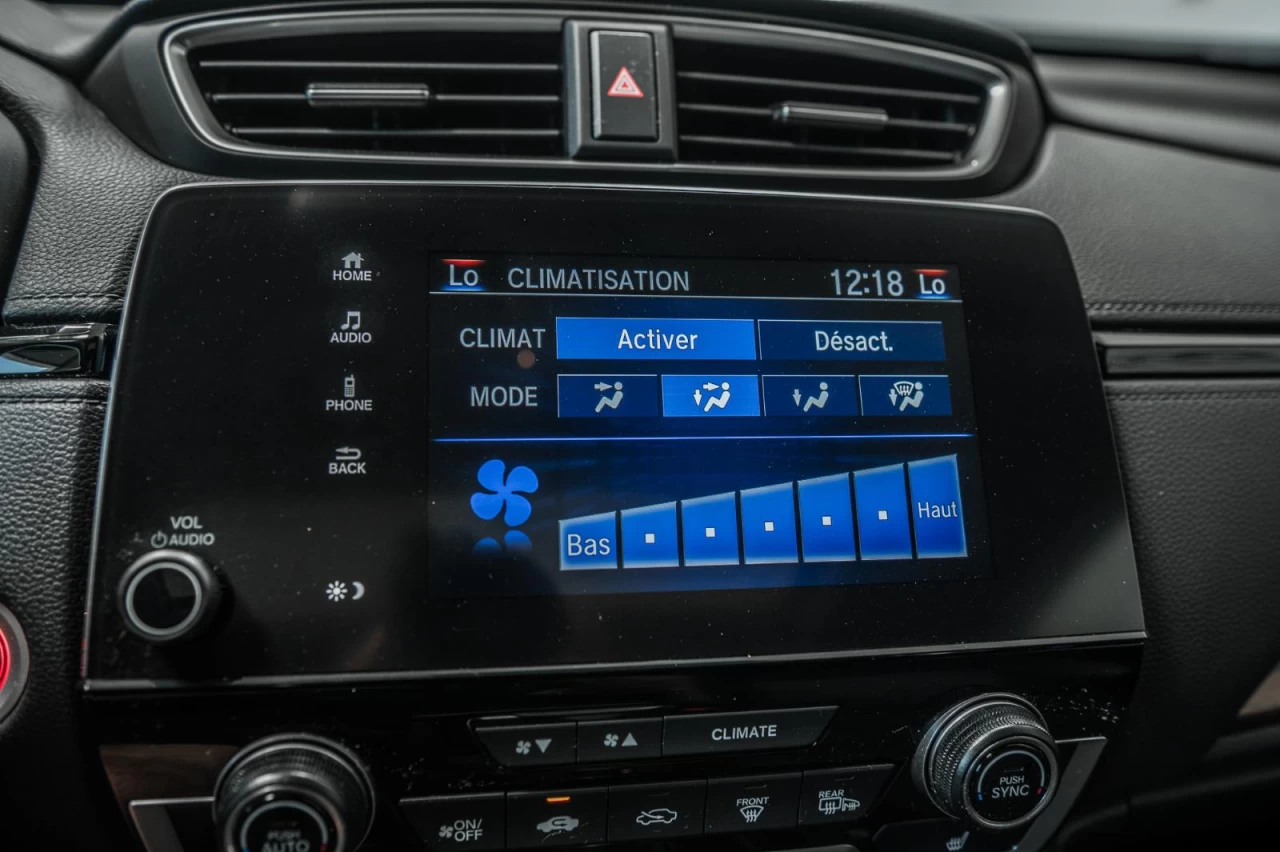 HOME
AUDIO
PHONE
BACK
VOL
AUDIO
Lo CLIMATISATION 12:18 Lo
CLIMAT Activer Désact.
MODE
Bas Haut
CLIMATE
PUSH
SYNC
PUSH
AUTO
ON/
OFF
FRONT
REAR